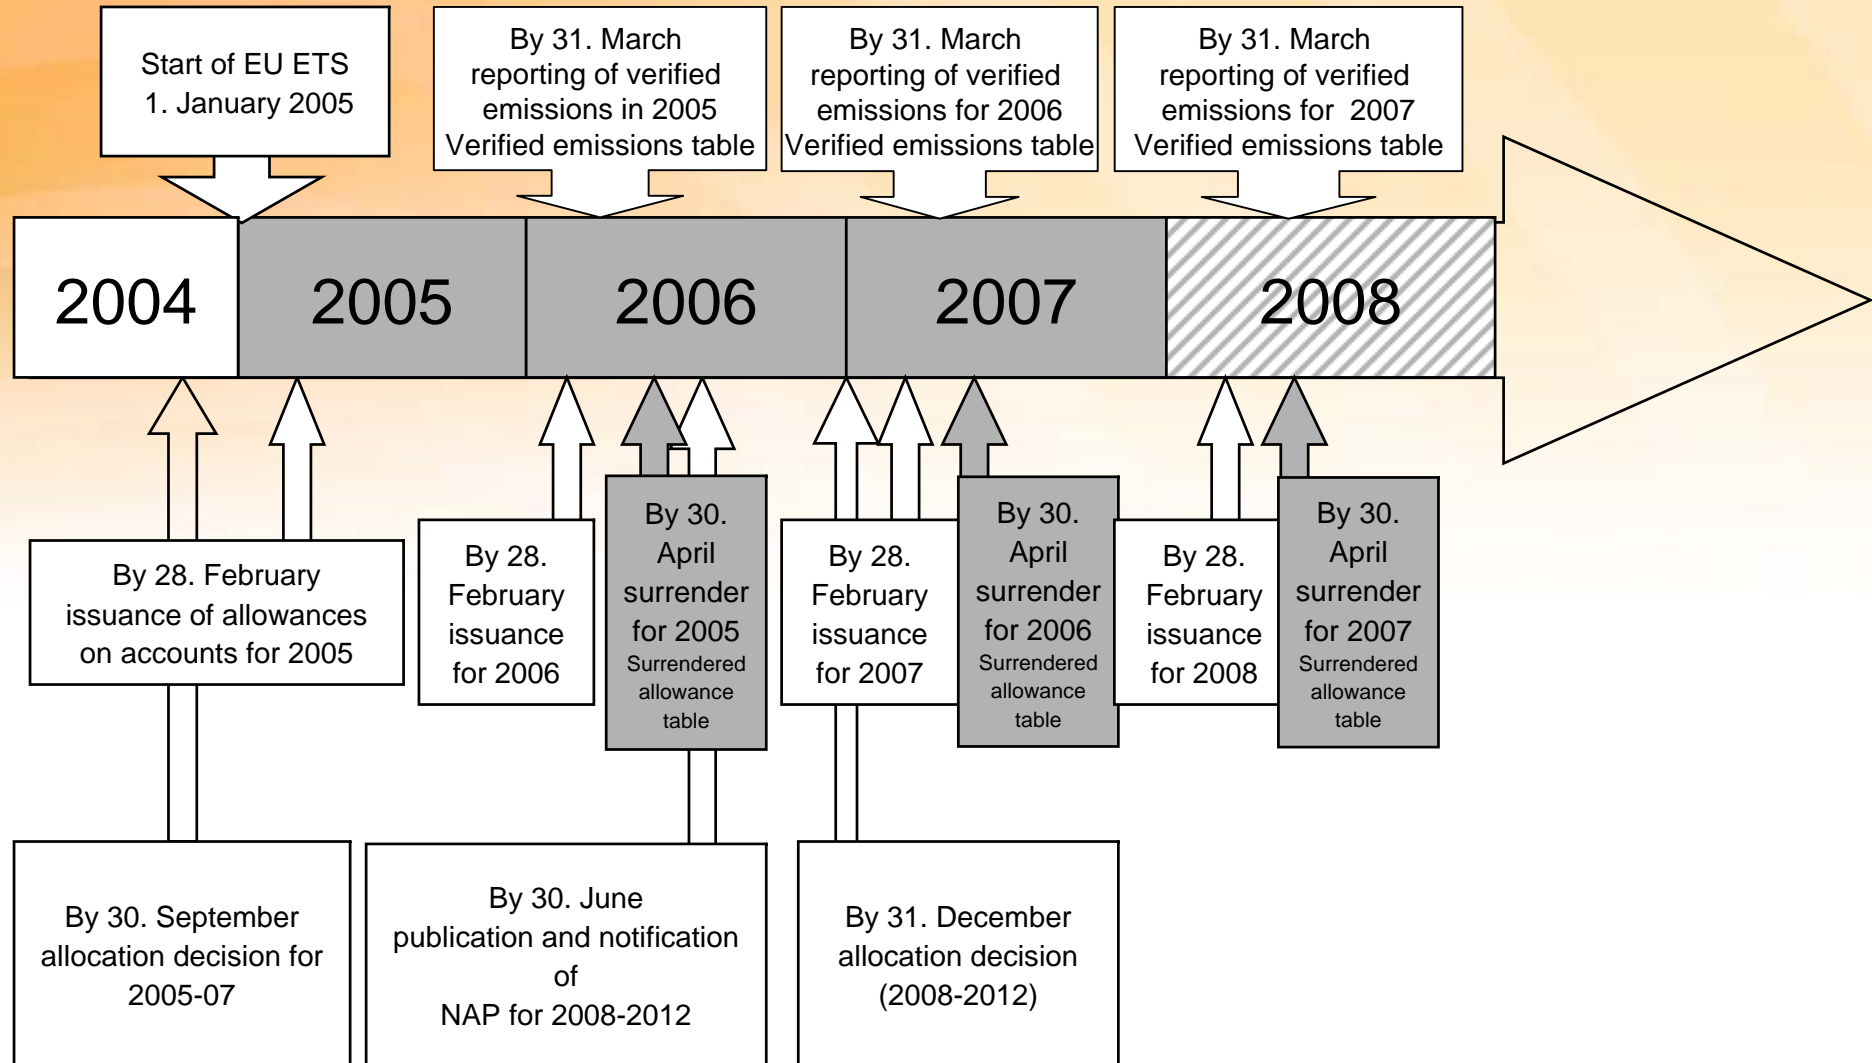 Start of EU ETS
1. January 2005
By 31. March
reporting of verified
emissions in 2005
Verified emissions table
By 31. March
reporting of verified
emissions for 2006
Verified emissions table
By 31. March
reporting of verified
emissions for 2007
Verified emissions table
2004
2005
2006
2007
2008
By 28. February
issuance of allowances
on accounts for 2005
By 28.
February
issuance
for 2006
By 30.
April
surrender
for 2005
Surrendered
allowance
table
By 28.
February
issuance
for 2007
By 30.
April
surrender
for 2006
Surrendered
allowance
table
By 28.
February
issuance
for 2008
By 30.
April
surrender
for 2007
Surrendered
allowance
table
By 30. September
allocation decision for
2005-07
By 30. June
publication and notification
of
NAP for 2008-2012
By 31. December
allocation decision
(2008-2012)